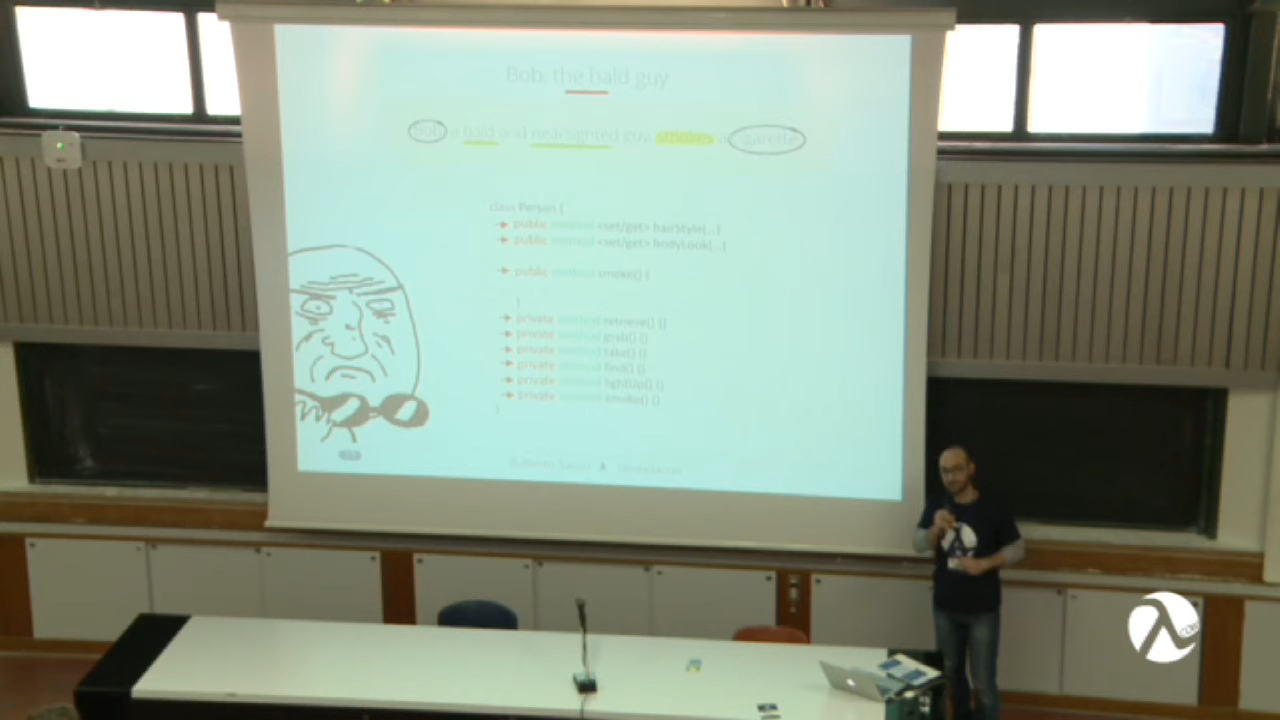 Bob: the bald guy
Bob a bald and nearsighted guy smokes a cigarette
class Person {
public method <set/get> hairStyle(..)
public method <set/get> bodyLook(..)
public method smoke() {
}
private method retrieve() {}
private method grab() {}
private method take() {}
private method find() {}
private method lightUp() {}
private method smoke() {}
}
λ